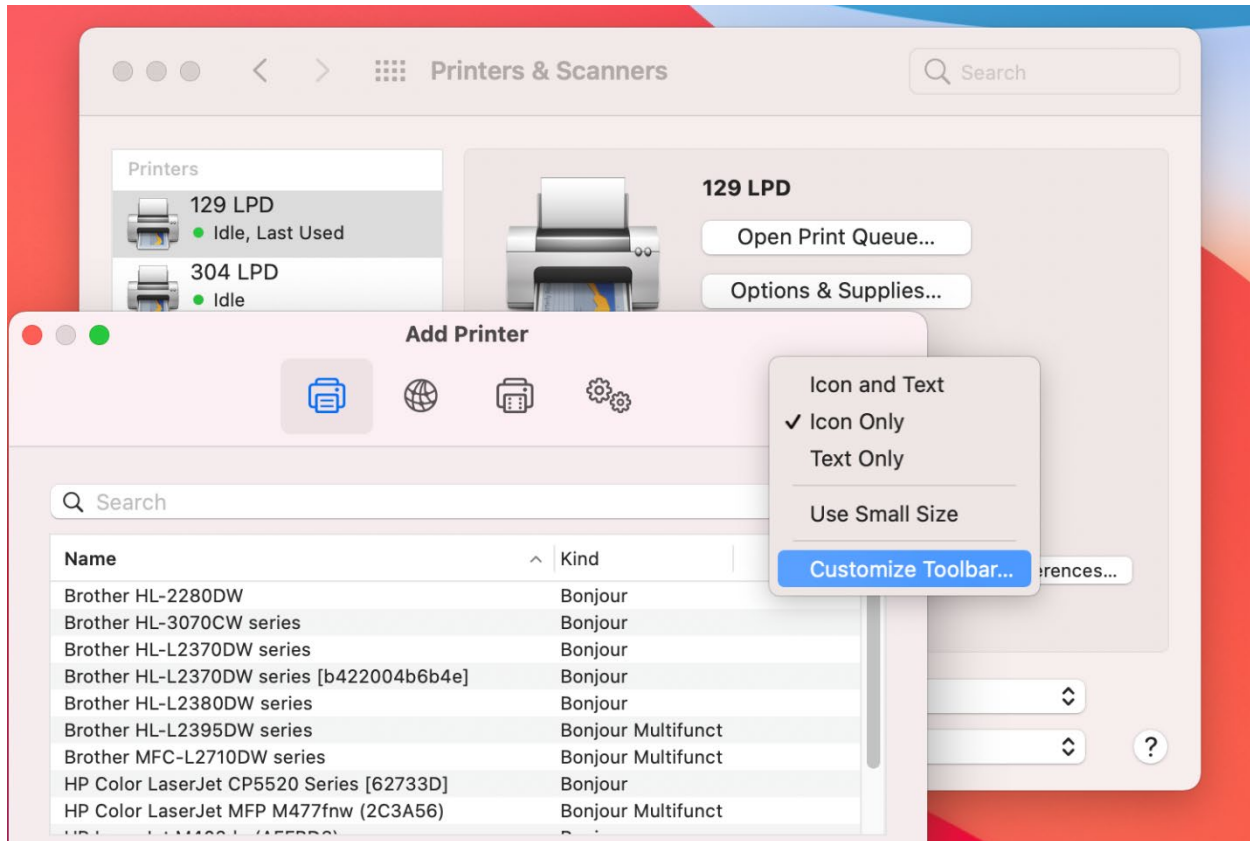 Printers & Scanners
Search
Printers
129 LPD
Idle, Last Used
304 LPD
Idle
129 LPD
Open Print Queue...
Options & Supplies...
Add Printer
Icon and Text
Icon Only
Text Only
Use Small Size
Customize Toolbar...
erences...
Search
Name Kind
Brother HL-2280DW Bonjour
Brother HL-3070CW series Bonjour
Brother HL-L2370DW series Bonjour
Brother HL-L2370DW series [b422004b6b4e] Bonjour
Brother HL-L2380DW series Bonjour
Brother HL-L2395DW series Bonjour Multifunct
Brother MFC-L2710DW series Bonjour Multifunct
HP Color LaserJet CP5520 Series [62733D] Bonjour
HP Color LaserJet MFP M477fnw (2C3A56) Bonjour Multifunct
?